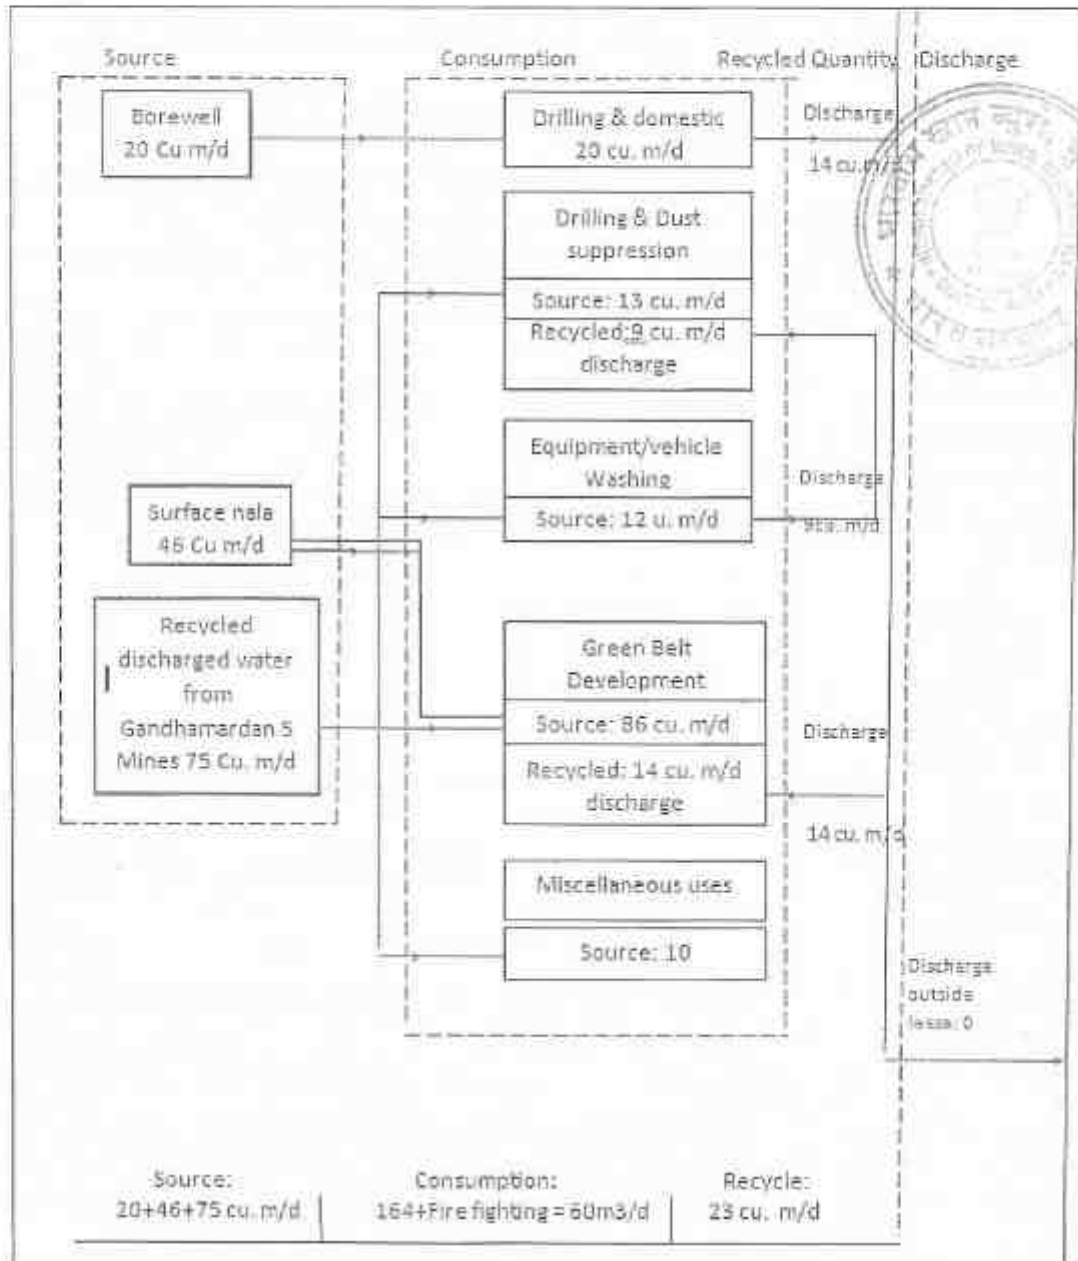 Source
Consumption
Recycled Quantity
Discharge
Borewell
20 Cu m/d
Drilling & domestic
20 cu. m/d
Discharge
14 cu.m/d
Drilling & Dust
suppression
Source: 13 cu. m/d
Recycled:9 cu. m/d
discharge
Equipment/vehicle
Washing
Source: 12 u. m/d
Discharge
9cu. m/d
Surface nala
46 Cu m/d
Recycled
discharged water
from
Gandhamardan 5
Mines 75 Cu. m/d
Green Belt
Development
Source: 86 cu. m/d
Recycled: 14 cu. m/d
discharge
Discharge
14 cu. m/d
Miscellaneous uses
Source: 10
Discharge
outside
lease: 0
Source:
20+46+75 cu. m/d
Consumption:
164+Fire fighting = 60m3/d
Recycle:
23 cu. m/d